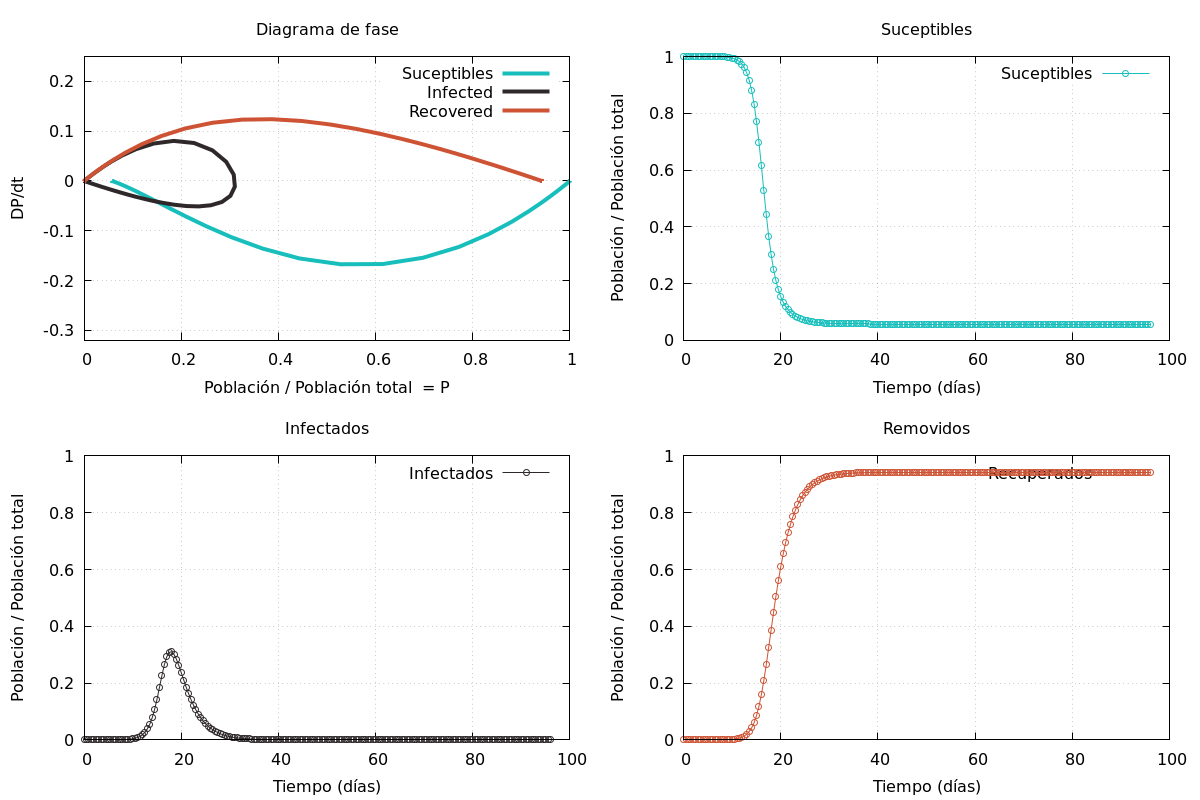 Diagrama de fase
Suceptibles
Infected
Recovered
0.2
0.1
0
-0.1
-0.2
-0.3
DP/dt
0 0.2 0.4 0.6 0.8 1
Población / Población total = P
Suceptibles
Suceptibles
1
0.8
0.6
0.4
0.2
0
Población / Población total
0 20 40 60 80 100
Tiempo (días)
Infectados
Infectados
1
0.8
0.6
0.4
0.2
0
Población / Población total
0 20 40 60 80 100
Tiempo (días)
Removidos
Recuperados
1
0.8
0.6
0.4
0.2
0
Población / Población total
0 20 40 60 80 100
Tiempo (días)